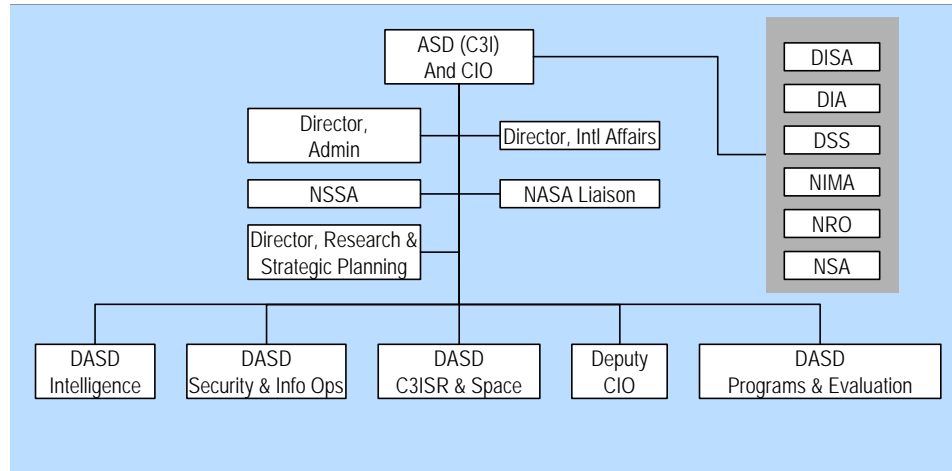 ASD (C3I)
And CIO
DISA
DIA
DSS
NIMA
NRO
NSA
Director,
Admin
Director, Intl Affairs
NSSA
NASA Liaison
Director, Research &
Strategic Planning
DASD
Intelligence
DASD
Security & Info Ops
DASD
C3ISR & Space
Deputy
CIO
DASD
Programs & Evaluation